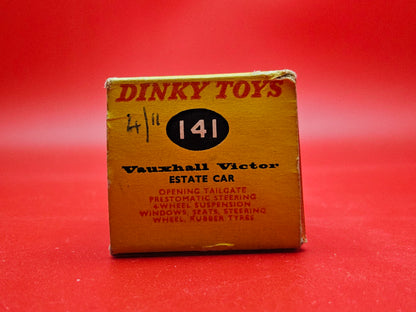 DINKY TOYS
4/11
141
Vauxhall Victor
ESTATE CAR
OPENING TAILGATE
PRESTOMATIC STEERING
4-WHEEL SUSPENSION
WINDOWS, SEATS, STEERING
WHEEL, RUBBER TYRES